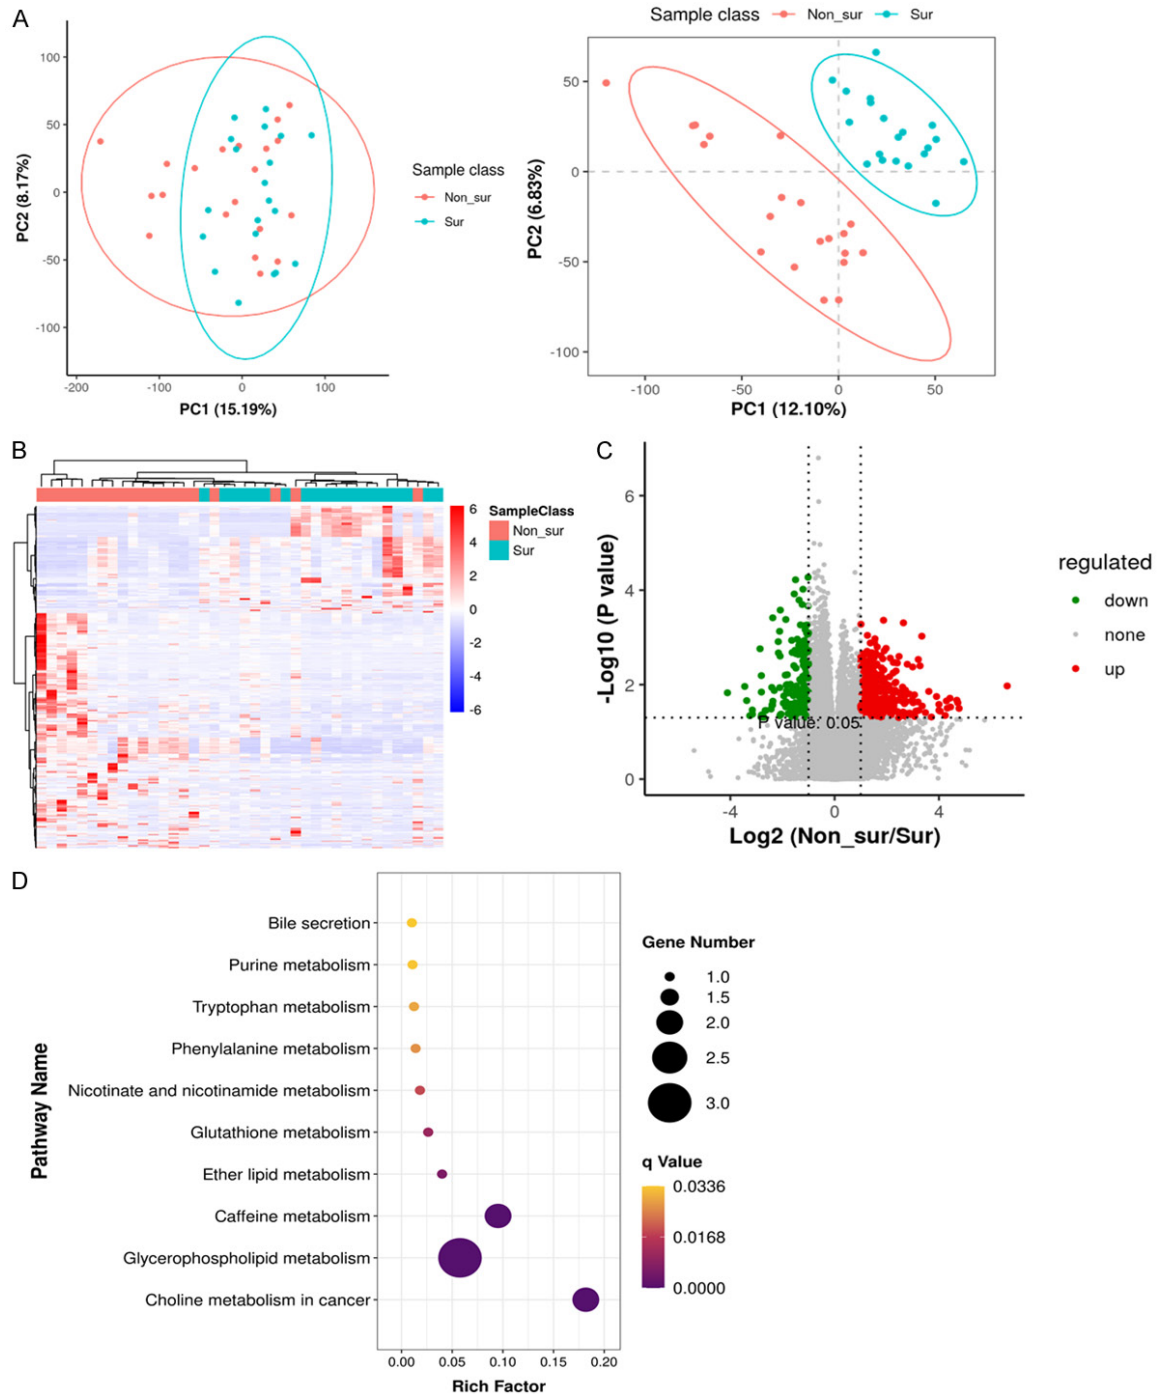 A
100
50
0
-50
-100
PC2 (8.17%)
-200
-100
0
100
PC1 (15.19%)
Sample class
Non_sur
Sur
Sample class
Non_sur
Sur
50
0
-50
-100
PC2 (6.83%)
-100
-50
0
50
PC1 (12.10%)
B
6
4
2
0
-2
-4
-6
SampleClass
Non_sur
Sur
C
6
4
2
0
-Log10 (P value)
P value: 0.05
-4
0
4
Log2 (Non_sur/Sur)
regulated
down
none
up
D
Pathway Name
Bile secretion
Purine metabolism
Tryptophan metabolism
Phenylalanine metabolism
Nicotinate and nicotinamide metabolism
Glutathione metabolism
Ether lipid metabolism
Caffeine metabolism
Glycerophospholipid metabolism
Choline metabolism in cancer
0.00
0.05
0.10
0.15
0.20
Rich Factor
Gene Number
1.0
1.5
2.0
2.5
3.0
q Value
0.0336
0.0168
0.0000